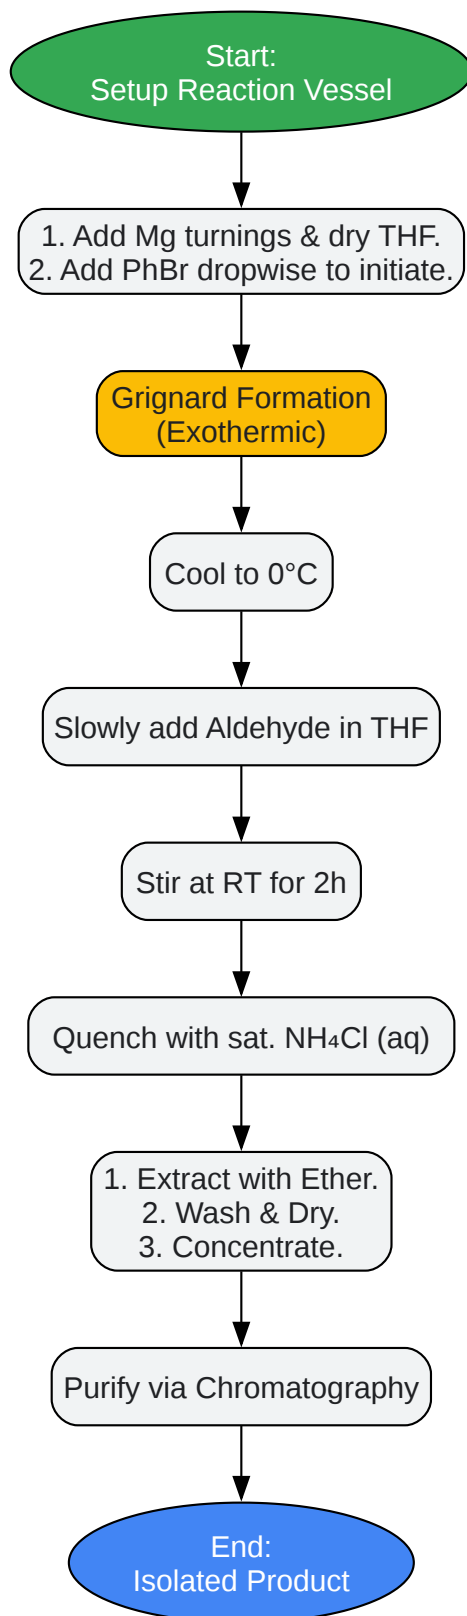 Start:
Setup Reaction Vessel
1. Add Mg turnings & dry THF.
2. Add PhBr dropwise to initiate.
Grignard Formation
(Exothermic)
Cool to 0°C
Slowly add Aldehyde in THF
Stir at RT for 2h
Quench with sat. NH₄Cl (aq)
1. Extract with Ether.
2. Wash & Dry.
3. Concentrate.
Purify via Chromatography
End:
Isolated Product